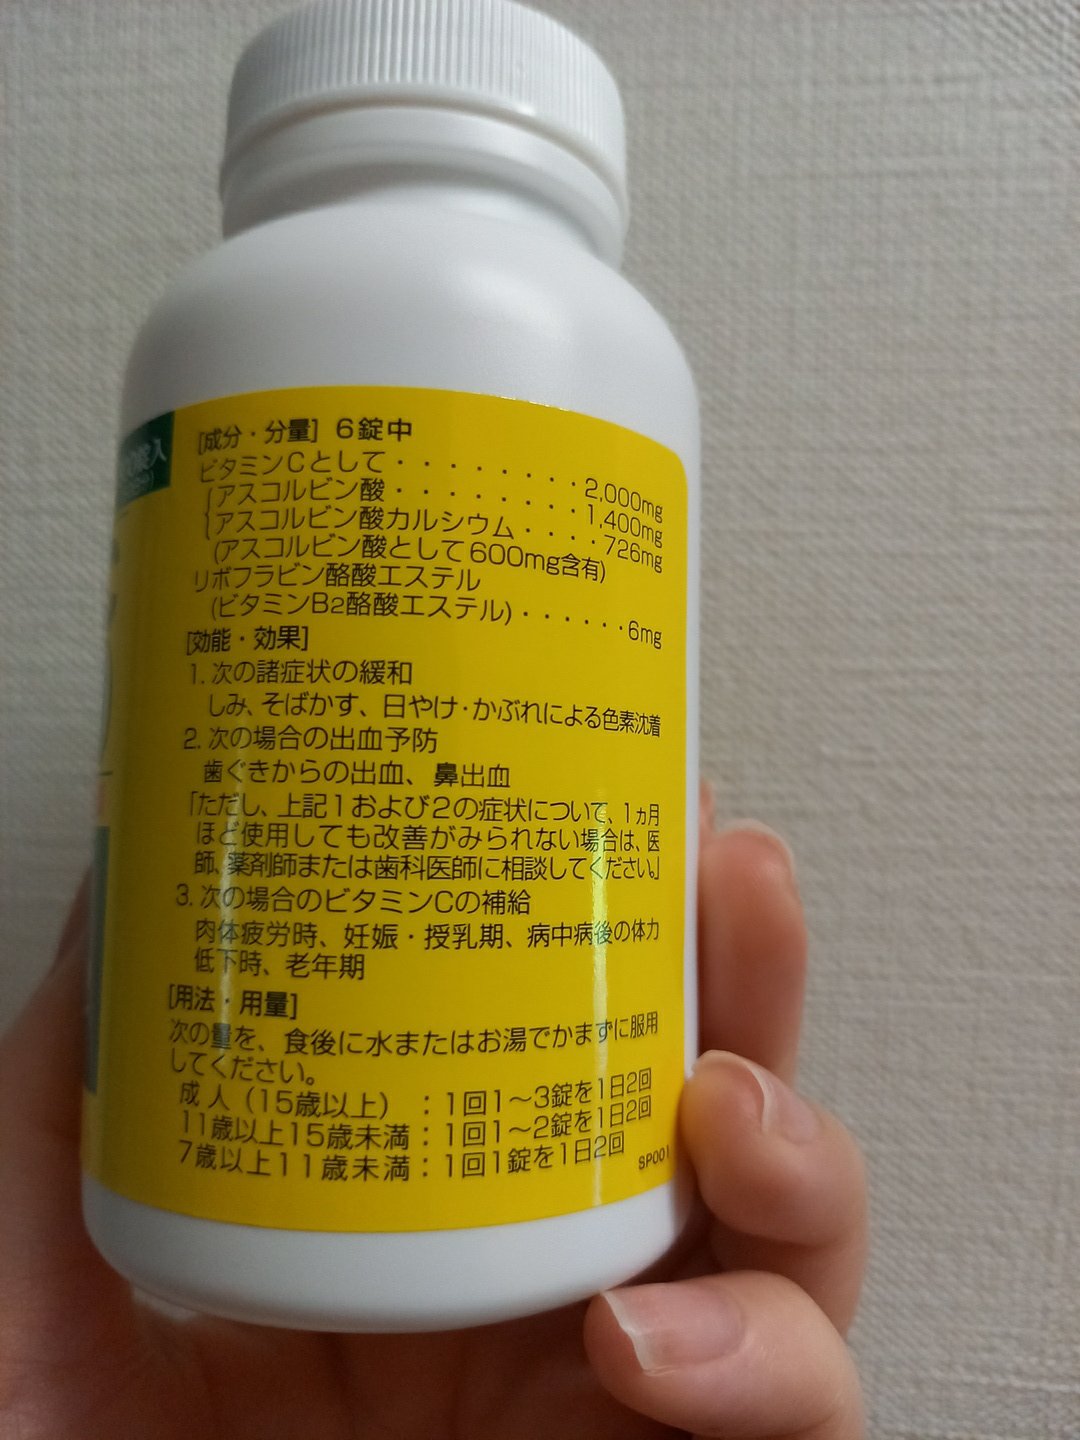 [成分・分量] 6錠中
ビタミンCとして・・・・・・・・2,000mg
アスコルビン酸・・・・・・・・1,400mg
アスコルビン酸カルシウム・・・・726mg
(アスコルビン酸として600mg含有)
リボフラビン酪酸エステル
(ビタミンB2酪酸エステル)・・・・・・6mg
[効能・効果]
1. 次の諸症状の緩和
しみ、そばかす、日やけ・かぶれによる色素沈着
2. 次の場合の出血予防
歯ぐきからの出血、鼻出血
「ただし、上記1および2の症状について、1ヵ月
ほど使用しても改善がみられない場合は、医
師、薬剤師または歯科医師に相談してください。」
3. 次の場合のビタミンCの補給
肉体疲労時、妊娠・授乳期、病中病後の体力
低下時、老年期
[用法・用量]
次の量を、食後に水またはお湯でかまずに服用
してください。
成人(15歳以上):1回1～3錠を1日2回
11歳以上15歳未満:1回1～2錠を1日2回
7歳以上11歳未満:1回1錠を1日2回
SP001